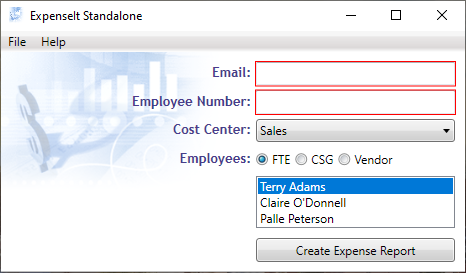 ExpenseIt Standalone
File Help
Email:
Employee Number:
Cost Center: Sales
Employees: FTE CSG Vendor
Terry Adams
Claire O'Donnell
Palle Peterson
Create Expense Report